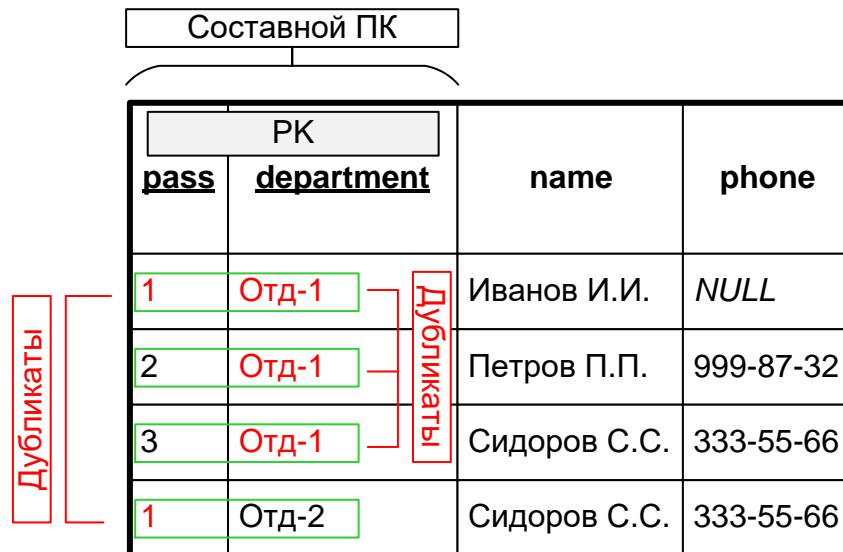 Составной ПК
PK
pass department name phone
1 Отд-1 Иванов И.И. NULL
2 Отд-1 Петров П.П. 999-87-32
3 Отд-1 Сидоров С.С. 333-55-66
1 Отд-2 Сидоров С.С. 333-55-66
Дубликаты
Дубликаты